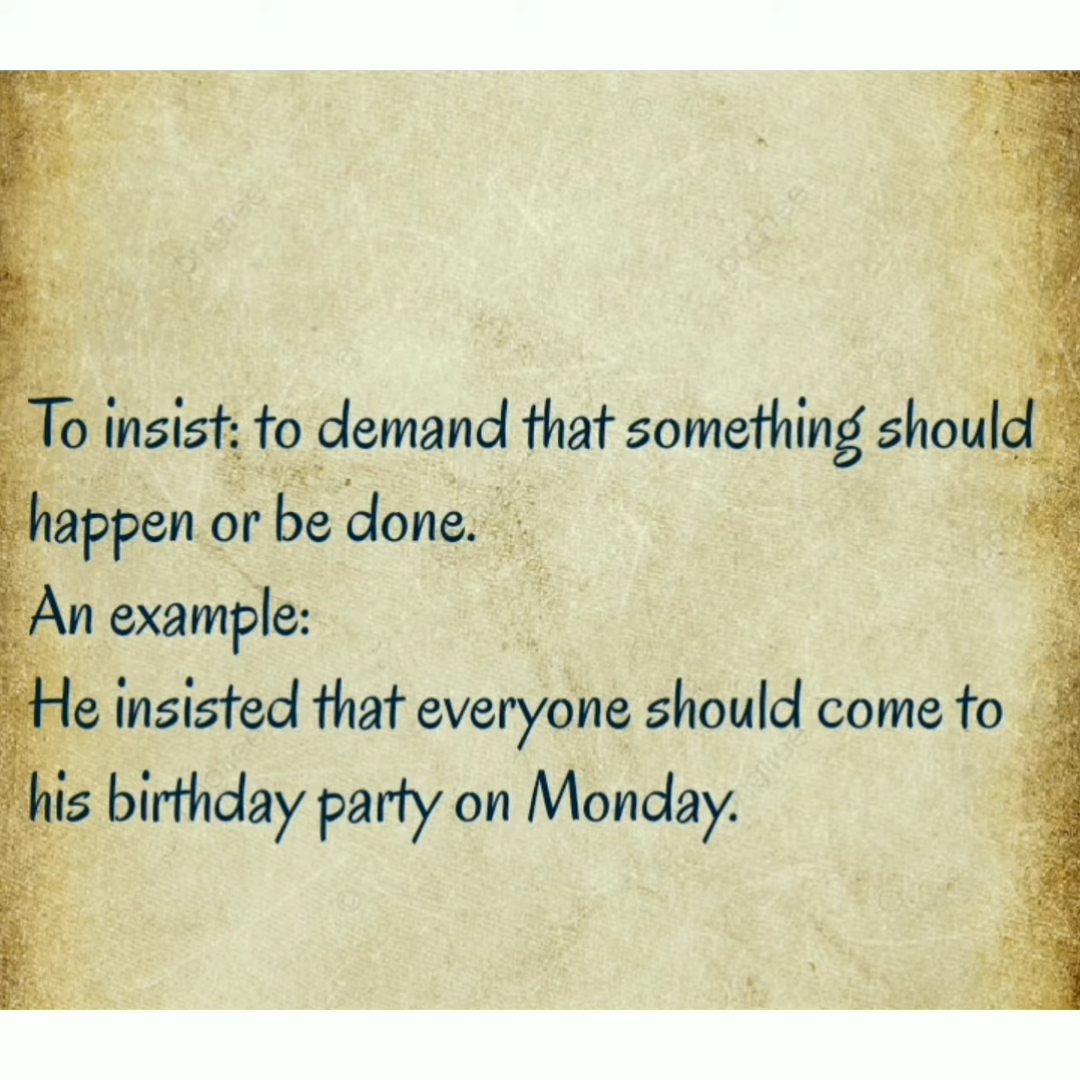 To insist: to demand that something should
happen or be done.
An example:
He insisted that everyone should come to
his birthday party on Monday.